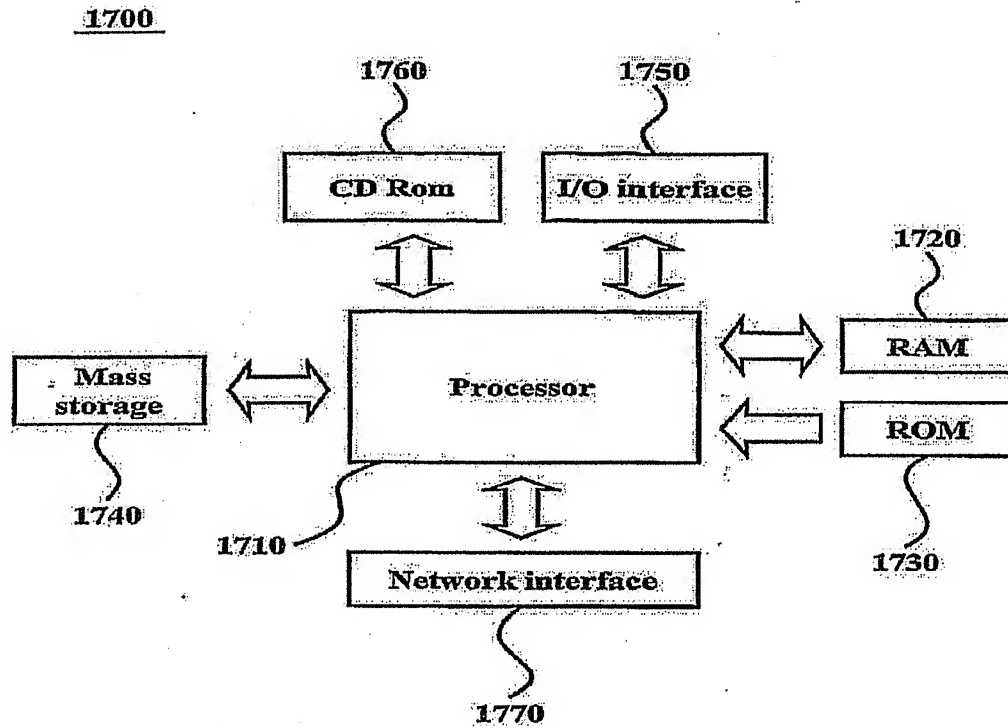 1700
1760
1750
CD Rom
I/O interface
1720
RAM
Mass
storage
Processor
ROM
1740
1710
1730
Network interface
1770